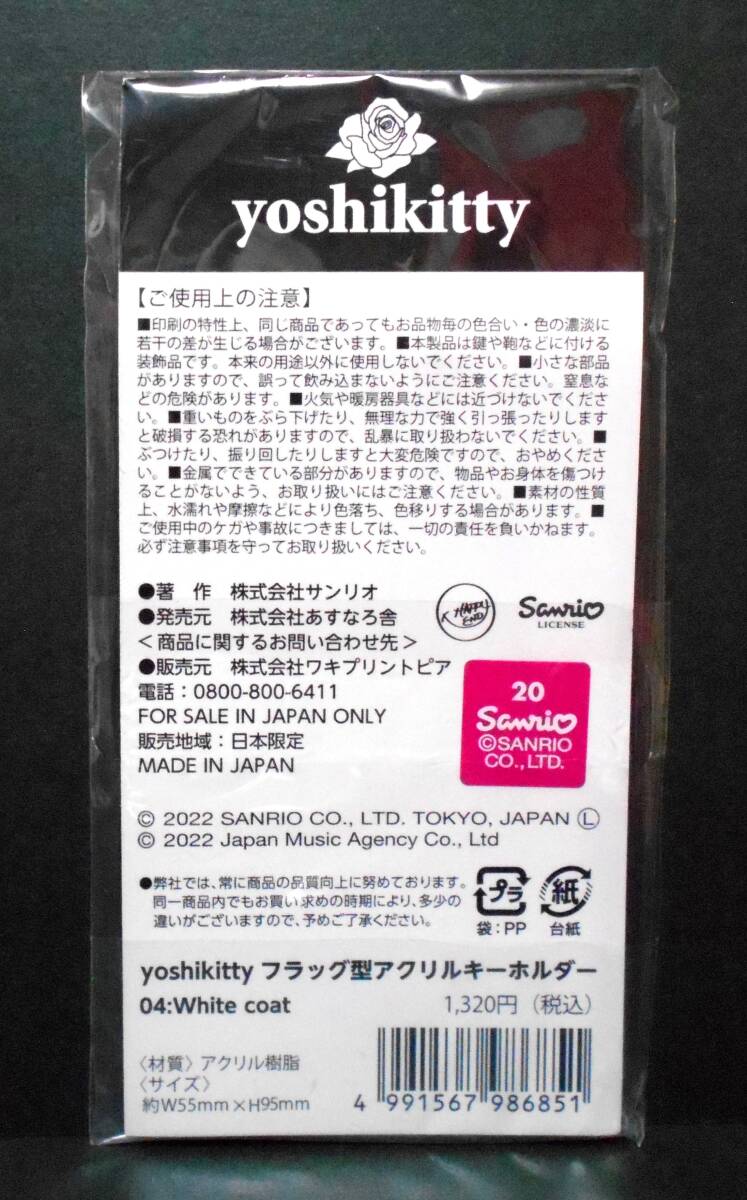 yoshikitty
【ご使用上の注意】
■印刷の特性上、同じ商品であってもお品物毎の色合い・色の濃淡に
若干の差が生じる場合がございます。■本製品は鍵や鞄などに付ける
装飾品です。本来の用途以外に使用しないでください。■小さな部品
がありますので、誤って飲み込まないようにご注意ください。窒息な
どの危険があります。■火気や暖房器具などには近づけないでくださ
い。■重いものをぶら下げたり、無理な力で強く引っ張ったりします
と破損する恐れがありますので、乱暴に取り扱わないでください。■
ぶつけたり、振り回したりしますと大変危険ですので、おやめくださ
い。■金属でできている部分がありますので、物品やお身体を傷つけ
ることがないよう、お取り扱いにはご注意ください。■素材の性質
上、水濡れや摩擦などにより色落ち、色移りする場合があります。■
ご使用中のケガや事故につきましては、一切の責任を負いかねます。
必ず注意事項を守ってお取り扱いください。
●著　作　株式会社サンリオ
●発売元　株式会社あすなろ舎
＜商品に関するお問い合わせ先＞
●販売元　株式会社ワキプリントピア
電話：0800-800-6411
FOR SALE IN JAPAN ONLY
販売地域：日本限定
MADE IN JAPAN
HAPPY
END
Sanrio
LICENSE
20
Sanrio
©SANRIO
CO.,LTD.
© 2022 SANRIO CO., LTD. TOKYO, JAPAN Ⓛ
© 2022 Japan Music Agency Co., Ltd
●弊社では、常に商品の品質向上に努めております。
同一商品内でもお買い求めの時期により、多少の
違いがございますので、予めご了承ください。
プラ
袋：PP
紙
台紙
yoshikitty フラッグ型アクリルキーホルダー
04:White coat
1,320円（税込）
〈材質〉アクリル樹脂
〈サイズ〉
約W55mm×H95mm
4 991567 986851